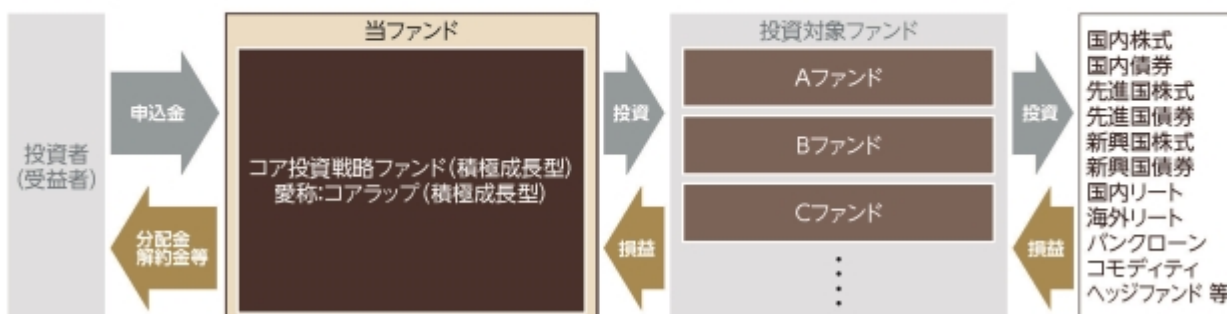 投資者
(受益者)
申込金
分配金
解約金等
当ファンド
コア投資戦略ファンド(積極成長型)
愛称:コアラップ(積極成長型)
投資
損益
投資対象ファンド
Aファンド
Bファンド
Cファンド
投資
損益
国内株式
国内債券
先進国株式
先進国債券
新興国株式
新興国債券
国内リート
海外リート
バンクローン
コモディティ
ヘッジファンド 等